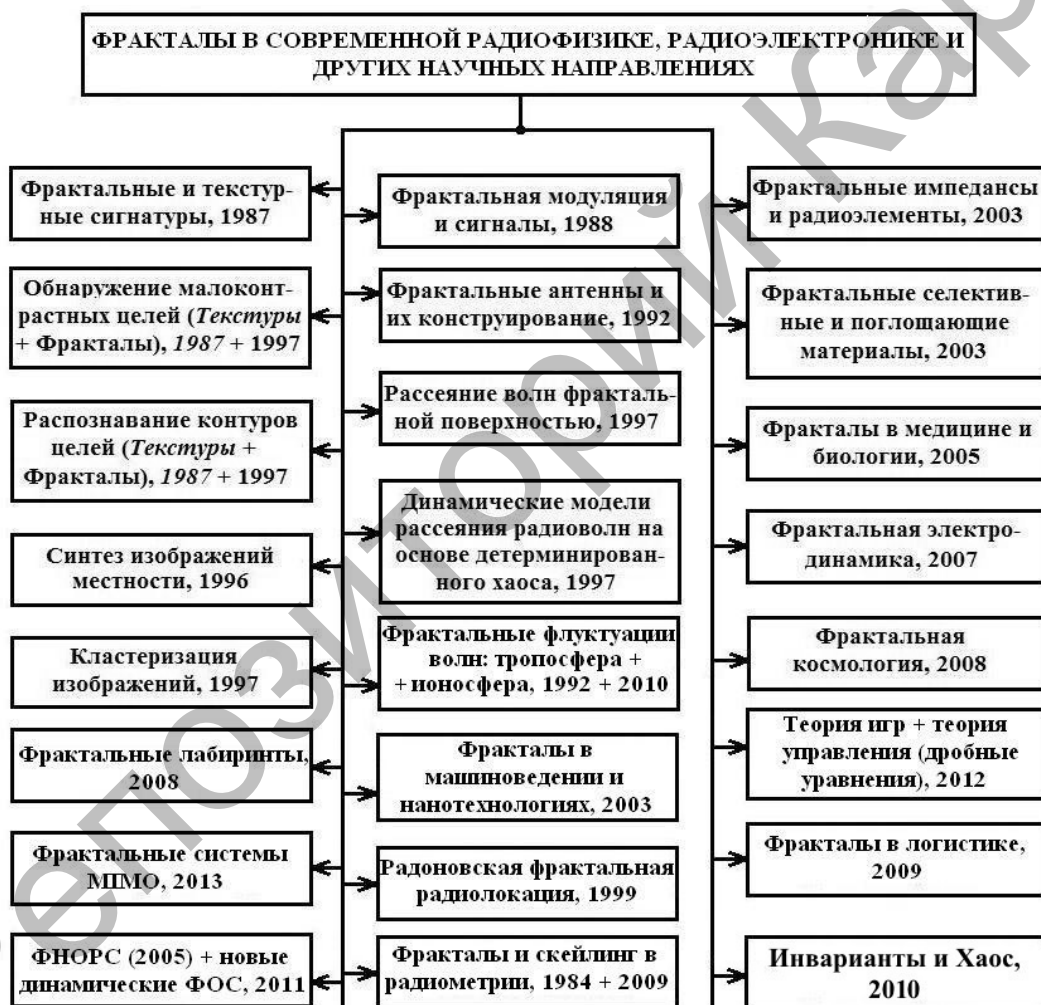 ФРАКТАЛЫ В СОВРЕМЕННОЙ РАДИОФИЗИКЕ, РАДИОЭЛЕКТРОНИКЕ И
ДРУГИХ НАУЧНЫХ НАПРАВЛЕНИЯХ
Фрактальные и текстур-
ные сигнатуры, 1987
Обнаружение малоконт-
растных целей (Текстуры
+ Фракталы), 1987 + 1997
Распознавание контуров
целей (Текстуры +
Фракталы), 1987 + 1997
Синтез изображений
местности, 1996
Кластеризация
изображений, 1997
Фрактальные лабиринты,
2008
Фрактальные системы
MIMO, 2013
ФНОРС (2005) + новые
динамические ФОС, 2011
Фрактальная модуляция
и сигналы, 1988
Фрактальные антенны и
их конструирование, 1992
Рассеяние волн фракталь-
ной поверхностью, 1997
Динамические модели
рассеяния радиоволн на
основе детерминирован-
ного хаоса, 1997
Фрактальные флуктуации
волн: тропосфера +
+ ионосфера, 1992 + 2010
Фракталы в
машиноведении и
нанотехнологиях, 2003
Радоновская фрактальная
радиолокация, 1999
Фракталы и скейлинг в
радиометрии, 1984 + 2009
Фрактальные импедансы
и радиоэлементы, 2003
Фрактальные селектив-
ные и поглощающие
материалы, 2003
Фракталы в медицине и
биологии, 2005
Фрактальная электро-
динамика, 2007
Фрактальная
космология, 2008
Теория игр + теория
управления (дробные
уравнения), 2012
Фракталы в логистике,
2009
Инварианты и Хаос,
2010
епозиторий Кар